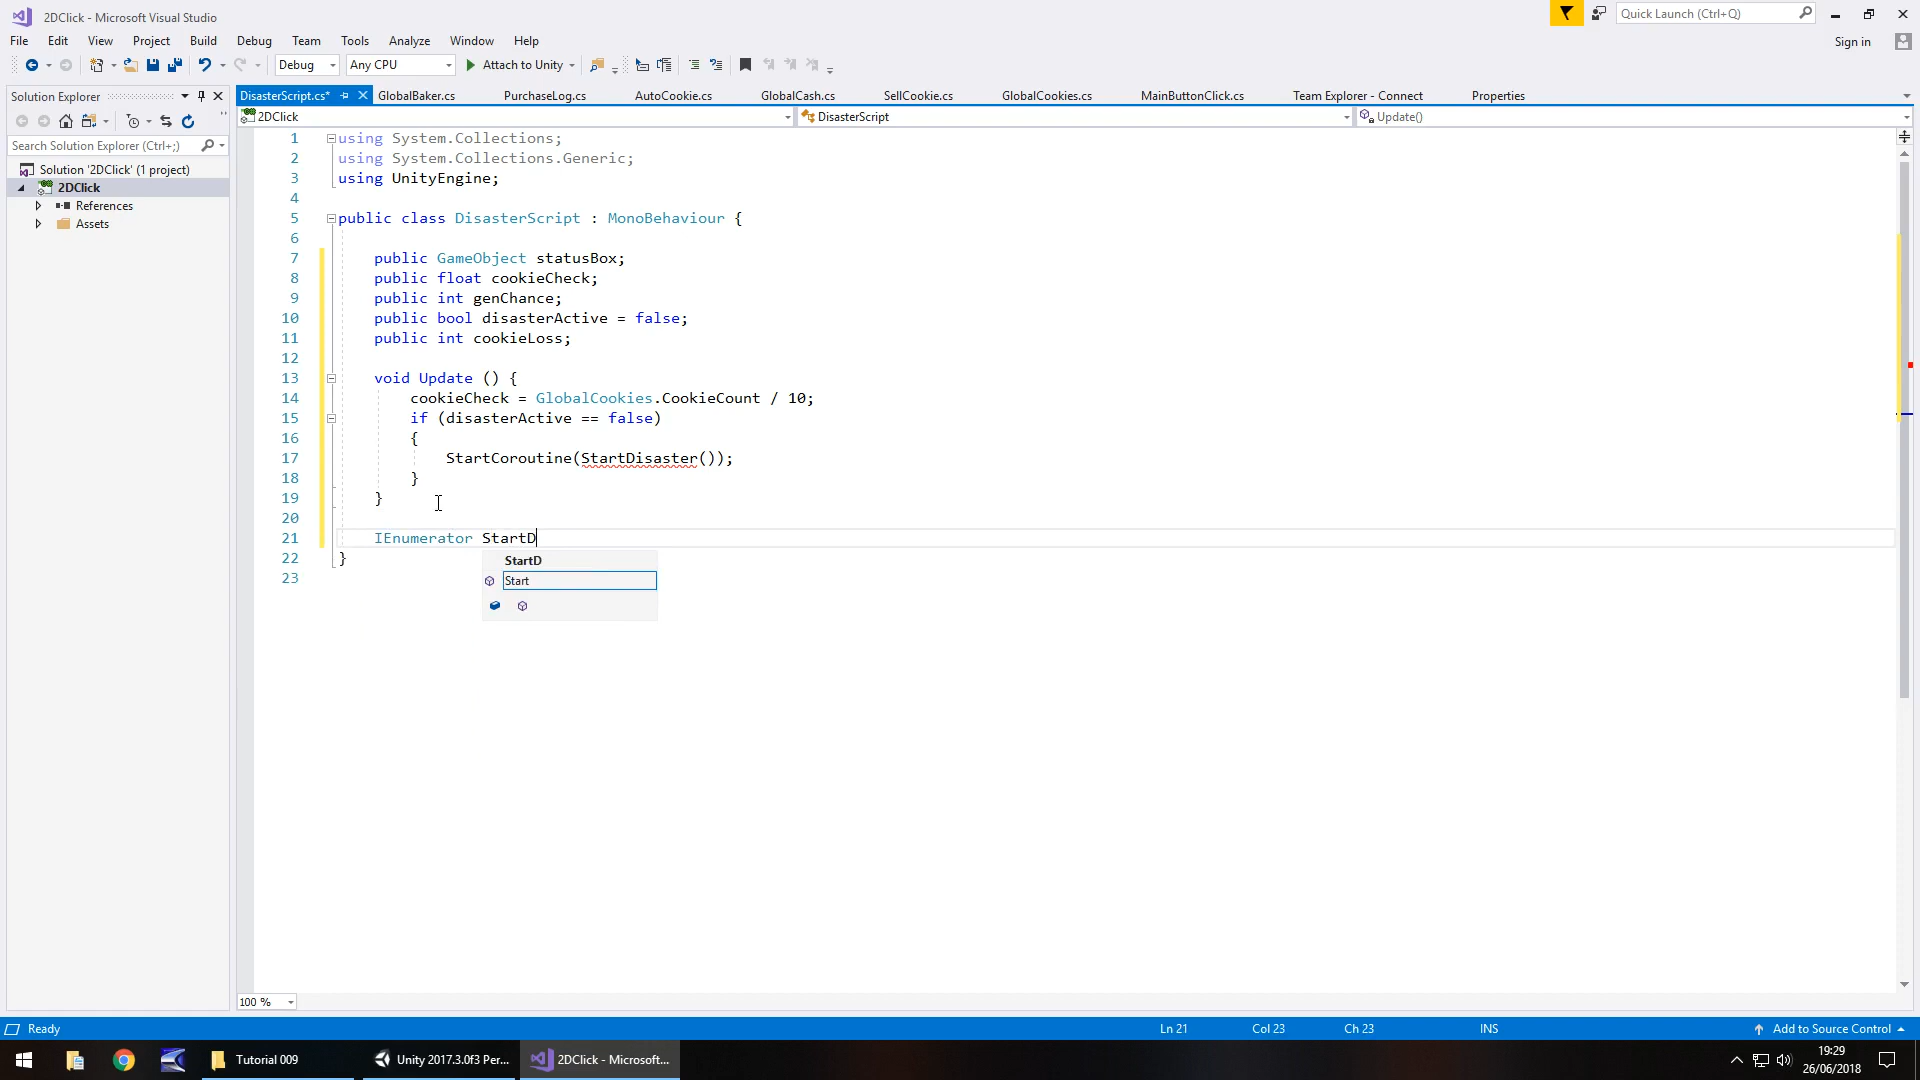 2DClick - Microsoft Visual Studio
Quick Launch (Ctrl+Q)
File Edit View Project Build Debug Team Tools Analyze Window Help
Sign in
Debug Any CPU Attach to Unity
Solution Explorer
DisasterScript.cs* GlobalBaker.cs PurchaseLog.cs AutoCookie.cs GlobalCash.cs SellCookie.cs GlobalCookies.cs MainButtonClick.cs Team Explorer - Connect Properties
2DClick DisasterScript Update()
Search Solution Explorer (Ctrl+;)
Solution '2DClick' (1 project)
2DClick
References
Assets
1 using System.Collections;
2 using System.Collections.Generic;
3 using UnityEngine;
4
5 public class DisasterScript : MonoBehaviour {
6
7 public GameObject statusBox;
8 public float cookieCheck;
9 public int genChance;
10 public bool disasterActive = false;
11 public int cookieLoss;
12
13 void Update () {
14 cookieCheck = GlobalCookies.CookieCount / 10;
15 if (disasterActive == false)
16 {
17 StartCoroutine(StartDisaster());
18 }
19 }
20
21 IEnumerator StartD
22 }
23
StartD
Start
100 %
Ready Ln 21 Col 23 Ch 23 INS Add to Source Control
Tutorial 009 Unity 2017.3.0f3 Per... 2DClick - Microsoft...
19:29
26/06/2018